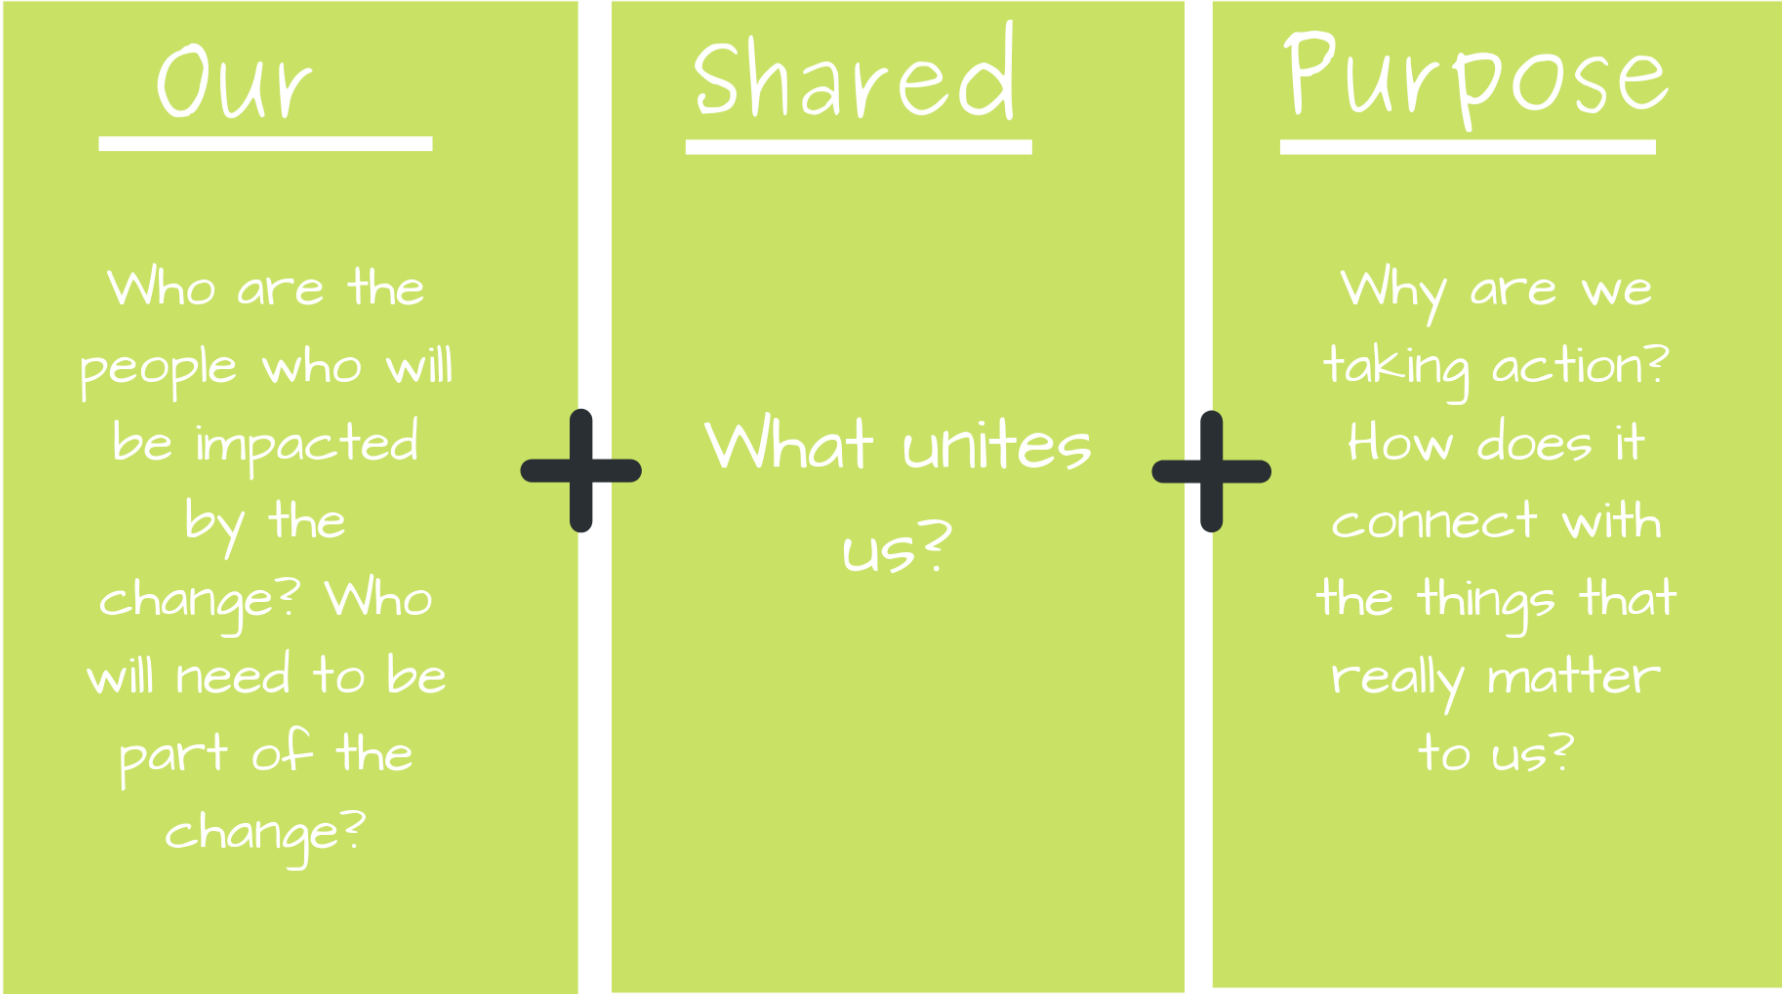 Our
Who are the
people who will
be impacted
by the
change? Who
will need to be
part of the
change?
Shared
What unites
us?
Purpose
Why are we
taking action?
How does it
connect with
the things that
really matter
to us?